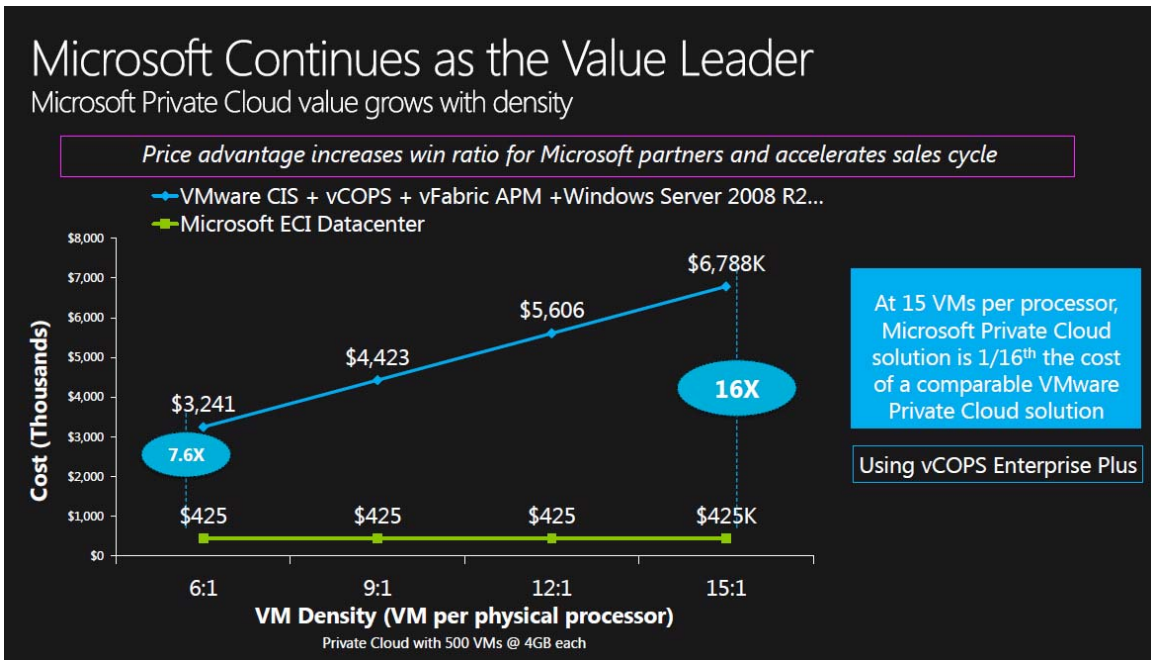 Microsoft Continues as the Value Leader
Microsoft Private Cloud value grows with density
Price advantage increases win ratio for Microsoft partners and accelerates sales cycle
VMware CIS + vCOPS + vFabric APM +Windows Server 2008 R2...
Microsoft ECI Datacenter
Cost (Thousands)
$8,000
$7,000
$6,000
$5,000
$4,000
$3,000
$2,000
$1,000
$0
$3,241
$4,423
$5,606
$6,788K
7.6X
16X
$425
$425
$425
$425K
6:1
9:1
12:1
15:1
VM Density (VM per physical processor)
Private Cloud with 500 VMs @ 4GB each
At 15 VMs per processor,
Microsoft Private Cloud
solution is 1/16th the cost
of a comparable VMware
Private Cloud solution
Using vCOPS Enterprise Plus